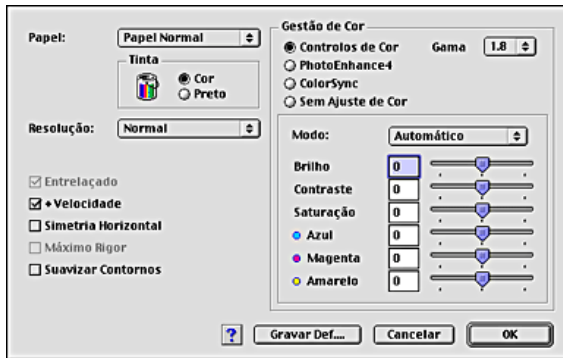 Papel: Papel Normal
Tinta
Cor
Preto
Resolução: Normal
Entrelaçado
+Velocidade
Simetria Horizontal
Máximo Rigor
Suavizar Contornos
Gestão de Cor
Controlos de Cor Gama 1.8
PhotoEnhance4
ColorSync
Sem Ajuste de Cor
Modo: Automático
Brilho 0
Contraste 0
Saturação 0
Azul 0
Magenta 0
Amarelo 0
? Gravar Def.... Cancelar OK